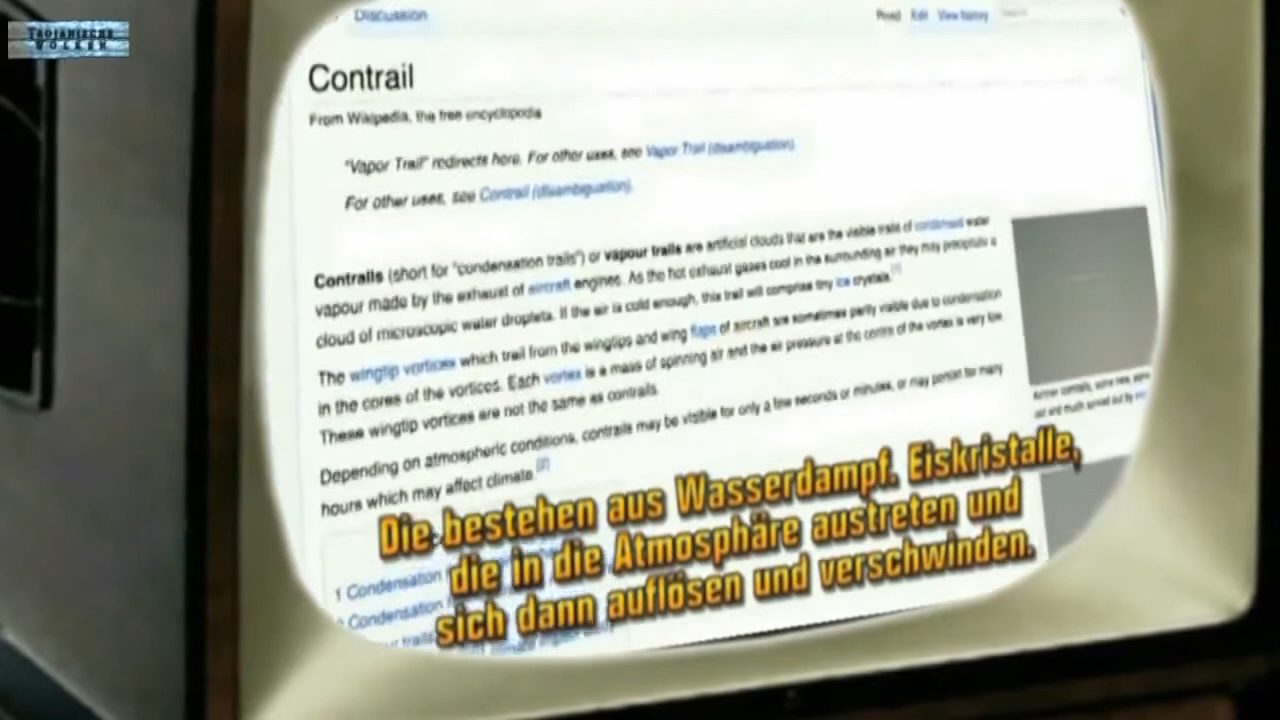 TROJANISCHE
WOLKEN
Discussion
Read Edit View history
Contrail
From Wikipedia, the free encyclopedia
"Vapor Trail" redirects here. For other uses, see Vapor Trail (disambiguation).
For other uses, see Contrail (disambiguation).
Contrails (short for "condensation trails") or vapour trails are artificial clouds that are the visible trails of condensed water
vapour made by the exhaust of aircraft engines. As the hot exhaust gases cool in the surrounding air they may precipitate a
cloud of microscopic water droplets. If the air is cold enough, this trail will comprise tiny ice crystals.[1]
The wingtip vortices which trail from the wingtips and wing flaps of aircraft are sometimes partly visible due to condensation
in the cores of the vortices. Each vortex is a mass of spinning air and the air pressure at the centre of the vortex is very low.
These wingtip vortices are not the same as contrails.
Depending on atmospheric conditions, contrails may be visible for only a few seconds or minutes, or may persist for many
hours which may affect climate.[2]
Die bestehen aus Wasserdampf. Eiskristalle,
die in die Atmosphäre austreten und
sich dann auflösen und verschwinden.
1 Condensation
Condensation
trails